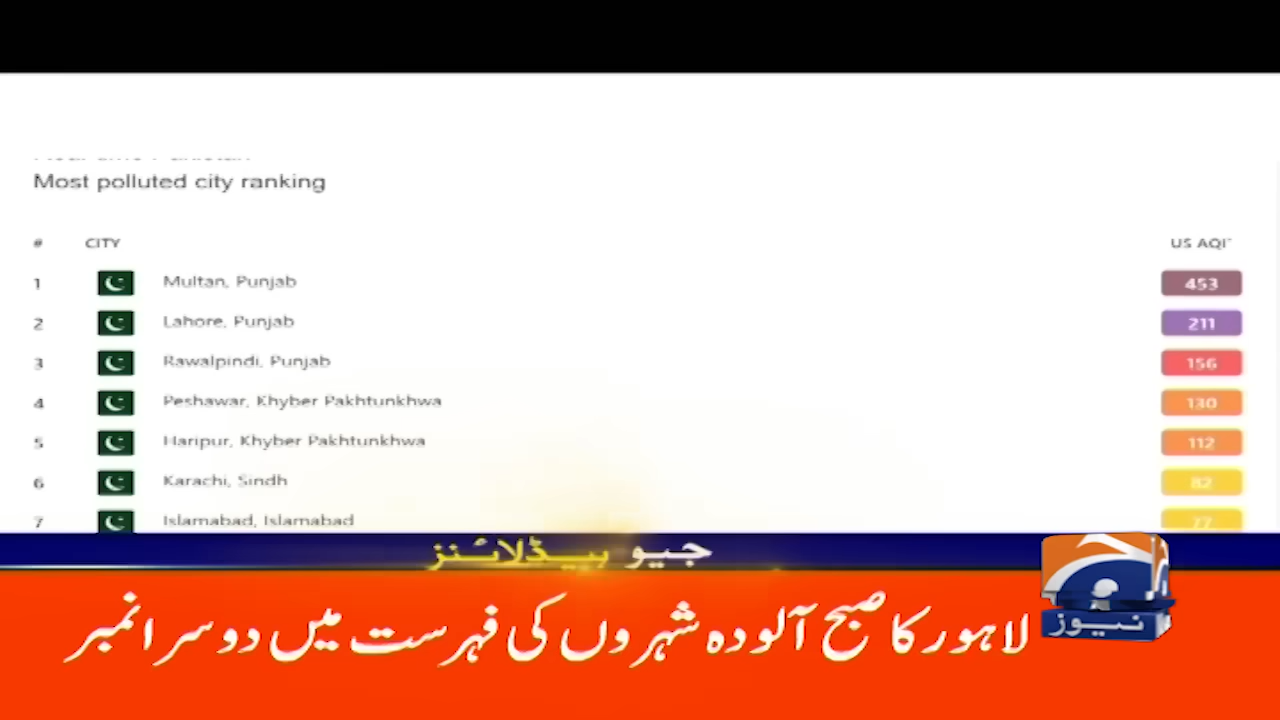 Most polluted city ranking
# CITY US AQI*
1 Multan, Punjab 453
2 Lahore, Punjab 211
3 Rawalpindi, Punjab 156
4 Peshawar, Khyber Pakhtunkhwa 130
5 Haripur, Khyber Pakhtunkhwa 112
6 Karachi, Sindh 82
7 Islamabad, Islamabad 77
جیو ہیڈلائنز
لاہور کا صبح آلودہ شہروں کی فہرست میں دوسرا نمبر
نیوز